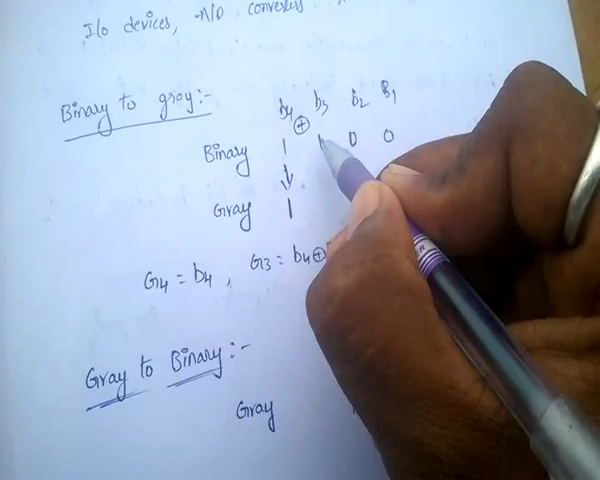 I/o devices, A/D
Binary to gray:-
b4 b3 B2 B1
⊕
Binary 1 1 0 0
Gray 1
G4 = b4, G3 = b4⊕
Gray to Binary:-
Gray